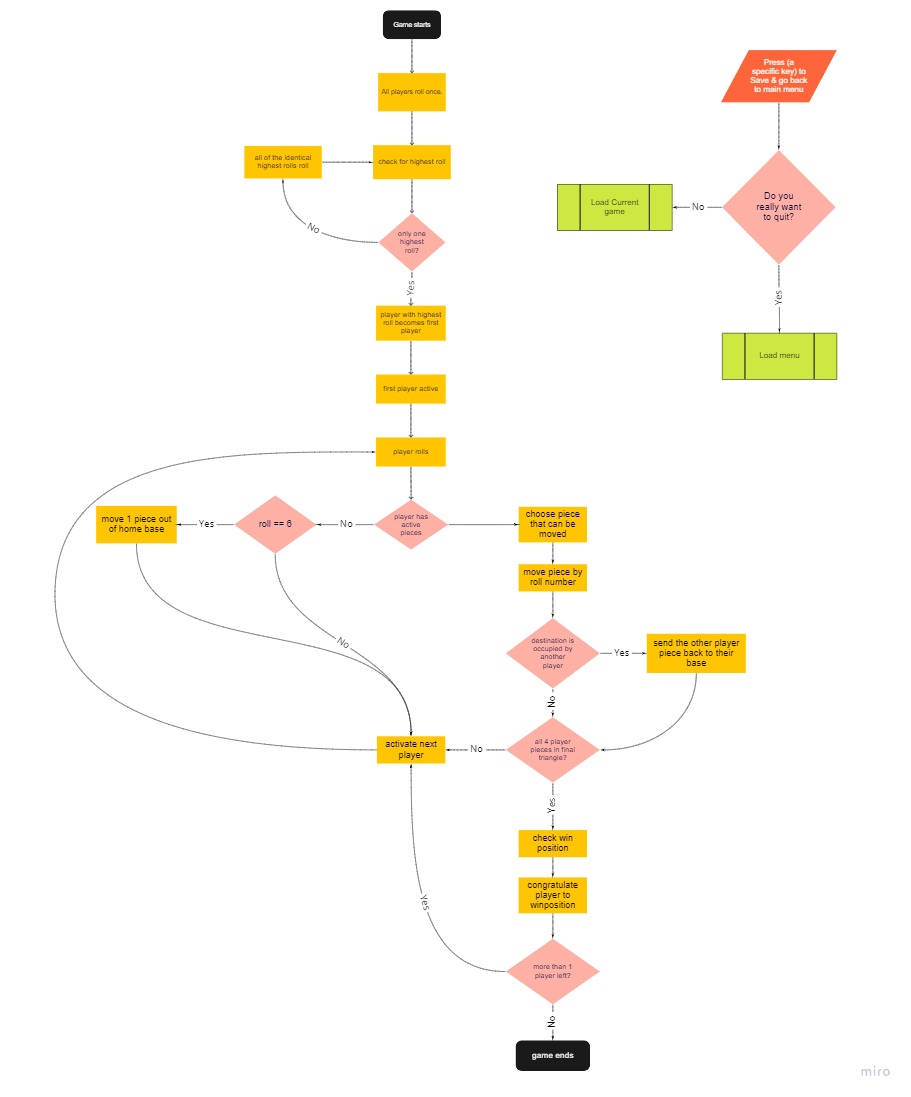 Game starts
All players roll once.
all of the identical
highest rolls roll
check for highest roll
No
only one
highest
roll?
Yes
player with highest
roll becomes first
player
first player active
player rolls
move 1 piece out
of home base
Yes
roll == 6
No
player has
active
pieces
choose piece
that can be
moved
move piece by
roll number
No
destination is
occupied by
another
player
Yes
send the other player
piece back to their
base
No
activate next
player
No
all 4 player
pieces in final
triangle?
Yes
check win
position
congratulate
player to
winposition
Yes
more than 1
player left?
No
game ends
Press (a
specific key) to
Save & go back
to main menu
Do you
really want
to quit?
No
Load Current
game
Yes
Load menu
miro